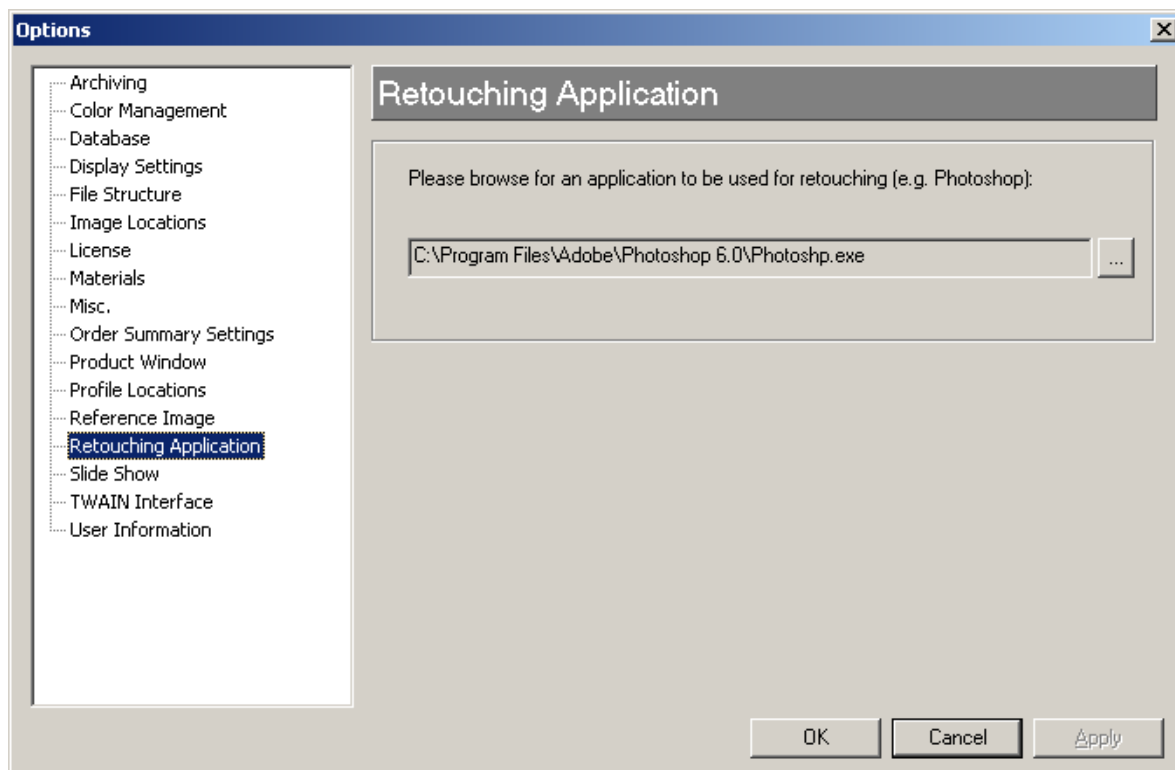 Options
Archiving
Color Management
Database
Display Settings
File Structure
Image Locations
License
Materials
Misc.
Order Summary Settings
Product Window
Profile Locations
Reference Image
Retouching Application
Slide Show
TWAIN Interface
User Information
Retouching Application
Please browse for an application to be used for retouching (e.g. Photoshop):
C:\Program Files\Adobe\Photoshop 6.0\Photoshp.exe
...
OK
Cancel
Apply